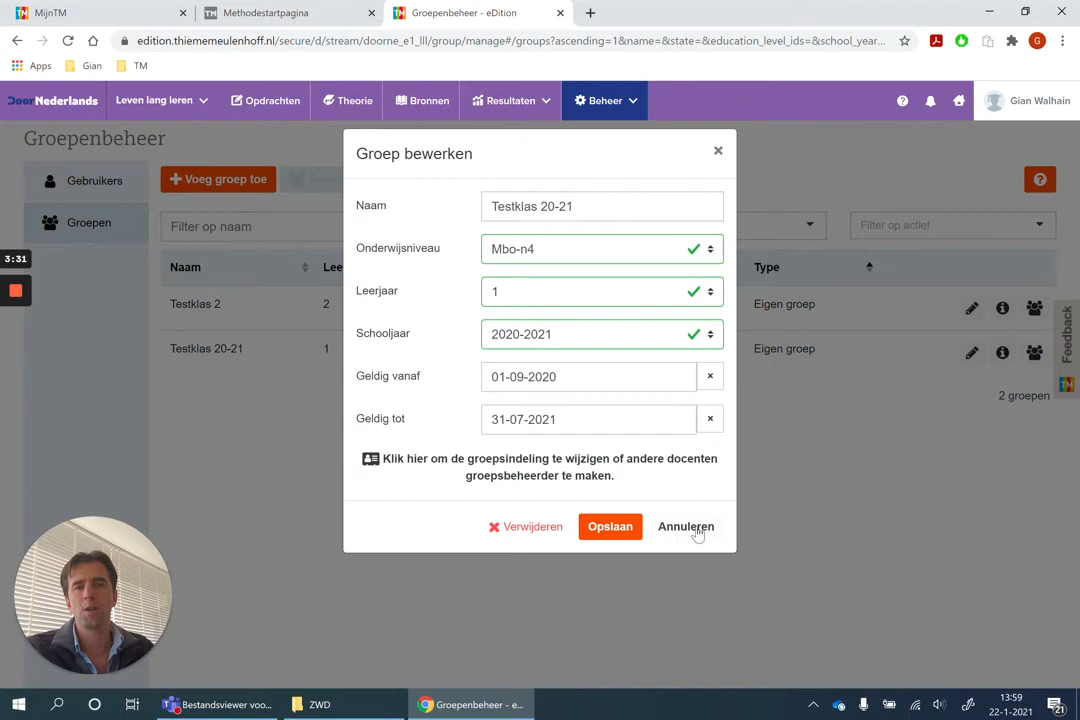 MijnTM
Methodestartpagina
Groepenbeheer - eDition
edition.thiememeulenhoff.nl/secure/d/stream/doorne_e1_lll/group/manage#/groups?ascending=1&name=&state=&education_level_ids=&school_year...
G
Apps
Gian
TM
DoorNederlands
Leven lang leren
Opdrachten
Theorie
Bronnen
Resultaten
Beheer
Gian Walhain
Groepenbeheer
Gebruikers
Groepen
Voeg groep toe
Filter op naam
Filter op actief
Naam
Lee
Type
Testklas 2
2
Eigen groep
Testklas 20-21
1
Eigen groep
2 groepen
Feedback
TM
3:31
Groep bewerken
Naam
Testklas 20-21
Onderwijsniveau
Mbo-n4
Leerjaar
1
Schooljaar
2020-2021
Geldig vanaf
01-09-2020
Geldig tot
31-07-2021
Klik hier om de groepsindeling te wijzigen of andere docenten
groepsbeheerder te maken.
Verwijderen
Opslaan
Annuleren
Bestandsviewer voo...
ZWD
Groepenbeheer - e...
13:59
22-1-2021
21